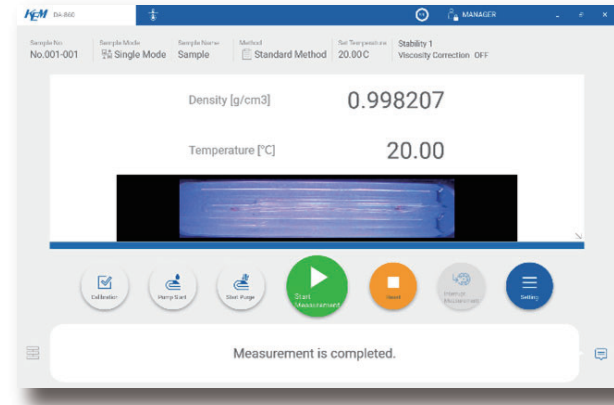 KEM DA-860 MANAGER
Sample No. Sample Mode Sample Name Method Set Temperature Stability 1
No.001-001 Single Mode Sample Standard Method 20.00 C Viscosity Correction OFF
Density [g/cm3] 0.998207
Temperature [°C] 20.00
Calibration Pump Start Start Purge Start Measurement Reset Interrupt Measurement Setting
Measurement is completed.